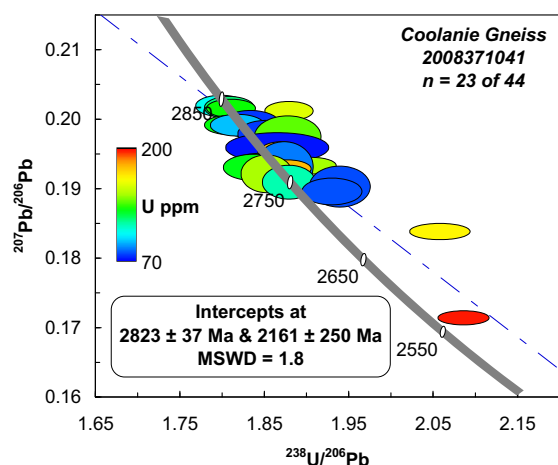 Coolanie Gneiss
2008371041
n = 23 of 44
0.21
0.20
0.19
0.18
0.17
0.16
207Pb/206Pb
2850
2750
2650
2550
200
U ppm
70
Intercepts at
2823 ± 37 Ma & 2161 ± 250 Ma
MSWD = 1.8
1.65 1.75 1.85 1.95 2.05 2.15
238U/206Pb